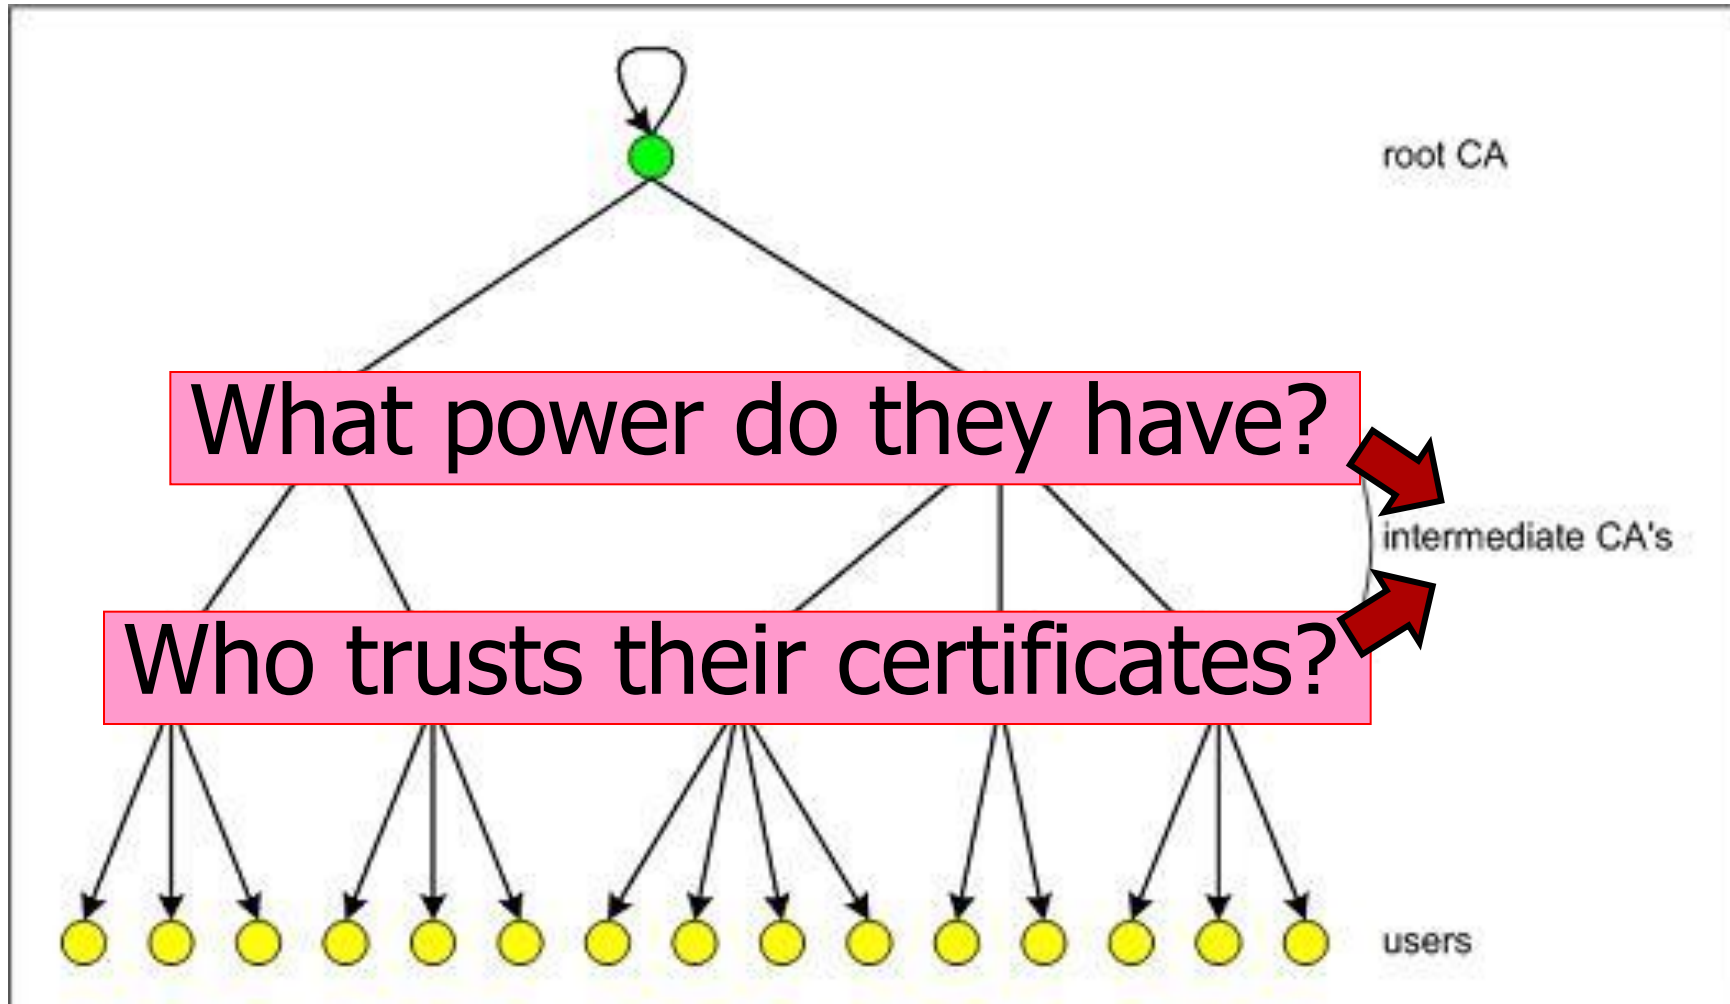 root CA
What power do they have?
intermediate CA's
Who trusts their certificates?
users